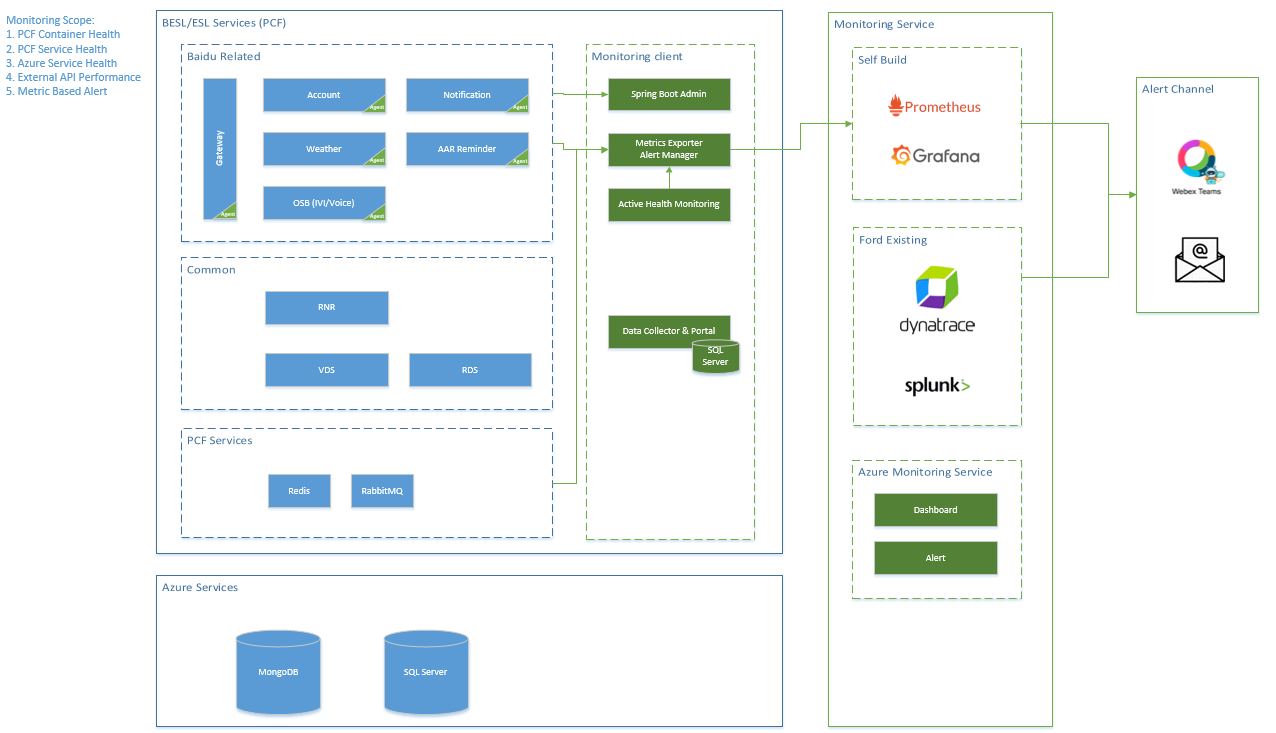 Monitoring Scope:
1. PCF Container Health
2. PCF Service Health
3. Azure Service Health
4. External API Performance
5. Metric Based Alert
BESL/ESL Services (PCF)
Baidu Related
Gateway
Agent
Account
Agent
Notification
Agent
Weather
Agent
AAR Reminder
Agent
OSB (IVI/Voice)
Agent
Common
RNR
VDS
RDS
PCF Services
Redis
RabbitMQ
Monitoring client
Spring Boot Admin
Metrics Exporter
Alert Manager
Active Health Monitoring
Data Collector & Portal
SQL
Server
Azure Services
MongoDB
SQL Server
Monitoring Service
Self Build
Prometheus
Grafana
Ford Existing
dynatrace
splunk>
Azure Monitoring Service
Dashboard
Alert
Alert Channel
Webex Teams
@